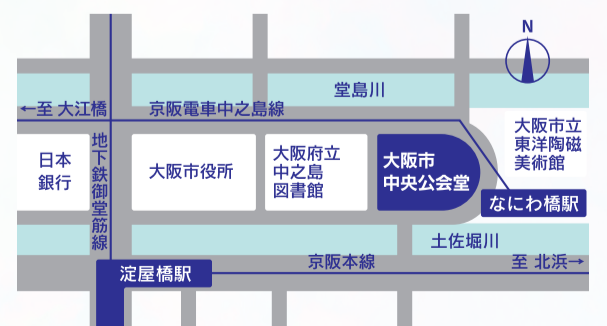 N
堂島川
←至 大江橋
京阪電車中之島線
大阪市立
東洋陶磁
美術館
日本
銀行
地下鉄御堂筋線
大阪市役所
大阪府立
中之島
図書館
大阪市
中央公会堂
なにわ橋駅
土佐堀川
淀屋橋駅
京阪本線
至 北浜→